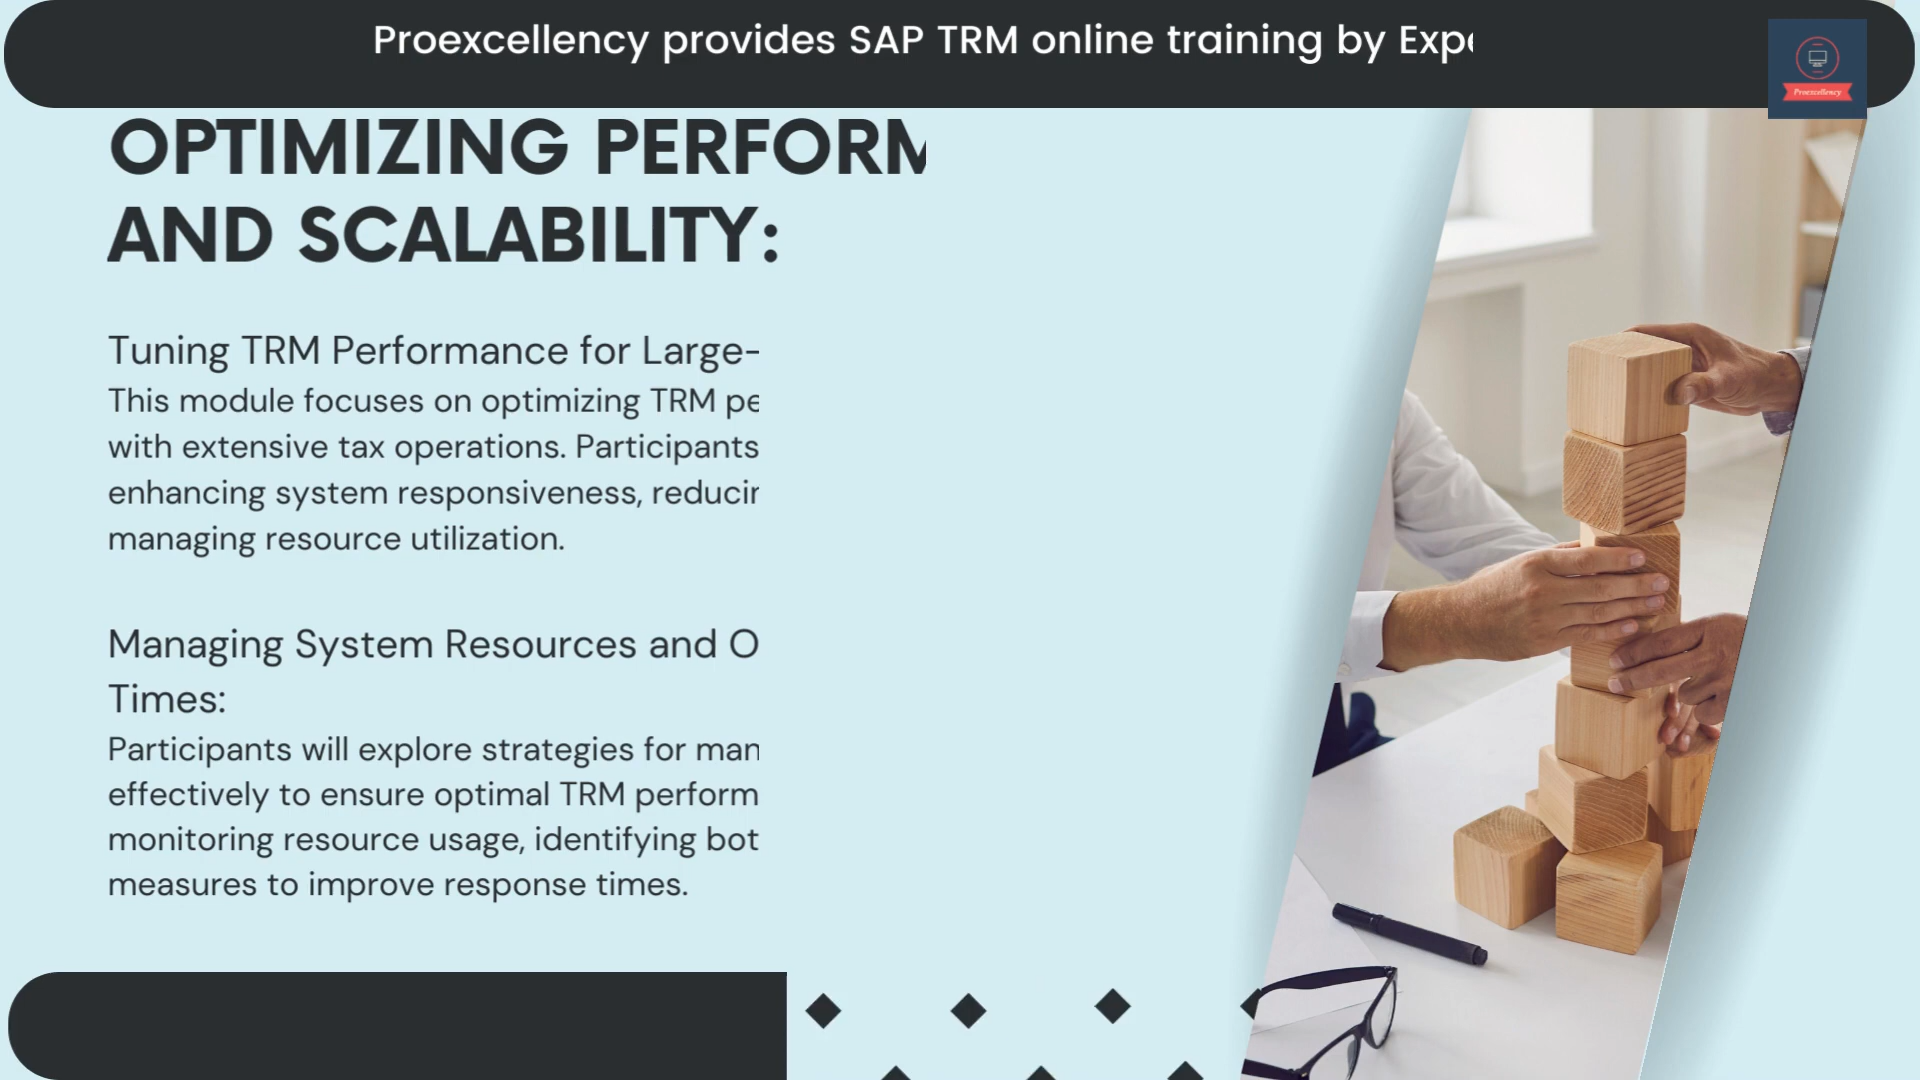 Proexcellency provides SAP TRM online training by Exp
Proexcellency
OPTIMIZING PERFORM
AND SCALABILITY:
Tuning TRM Performance for Large-
This module focuses on optimizing TRM pe
with extensive tax operations. Participants
enhancing system responsiveness, reducin
managing resource utilization.
Managing System Resources and O
Times:
Participants will explore strategies for man
effectively to ensure optimal TRM perform
monitoring resource usage, identifying bot
measures to improve response times.